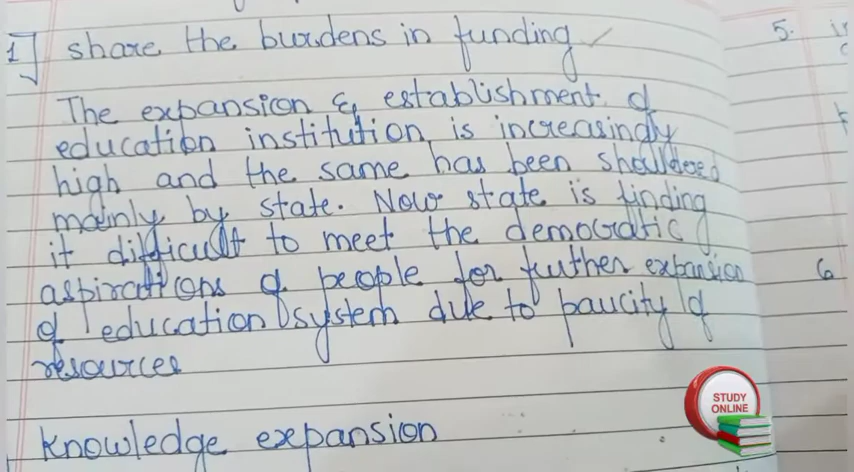 1] share the burdens in funding
The expansion & establishment of
education institution is increasingly
high and the same has been shouldered
mainly by state. Now state is finding
it difficult to meet the democratic
aspirations of people for further expansion
of education system due to paucity of
resources
knowledge expansion
5.
6
STUDY
ONLINE